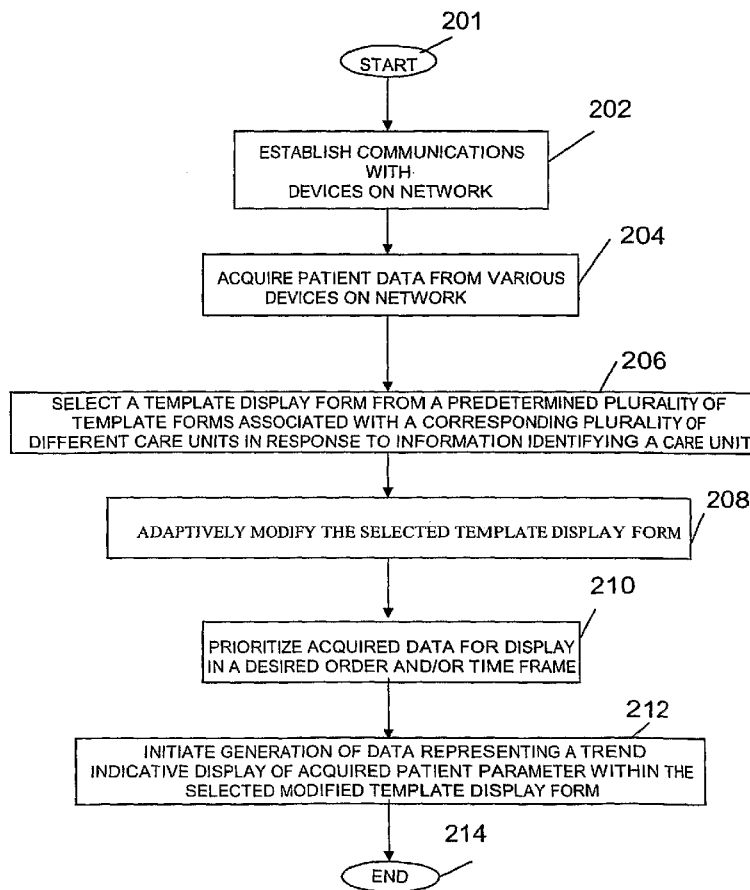 201
START
202
ESTABLISH COMMUNICATIONS
WITH
DEVICES ON NETWORK
204
ACQUIRE PATIENT DATA FROM VARIOUS
DEVICES ON NETWORK
206
SELECT A TEMPLATE DISPLAY FORM FROM A PREDETERMINED PLURALITY OF
TEMPLATE FORMS ASSOCIATED WITH A CORRESPONDING PLURALITY OF
DIFFERENT CARE UNITS IN RESPONSE TO INFORMATION IDENTIFYING A CARE UNIT
208
ADAPTIVELY MODIFY THE SELECTED TEMPLATE DISPLAY FORM
210
PRIORITIZE ACQUIRED DATA FOR DISPLAY
IN A DESIRED ORDER AND/OR TIME FRAME
212
INITIATE GENERATION OF DATA REPRESENTING A TREND
INDICATIVE DISPLAY OF ACQUIRED PATIENT PARAMETER WITHIN THE
SELECTED MODIFIED TEMPLATE DISPLAY FORM
214
END